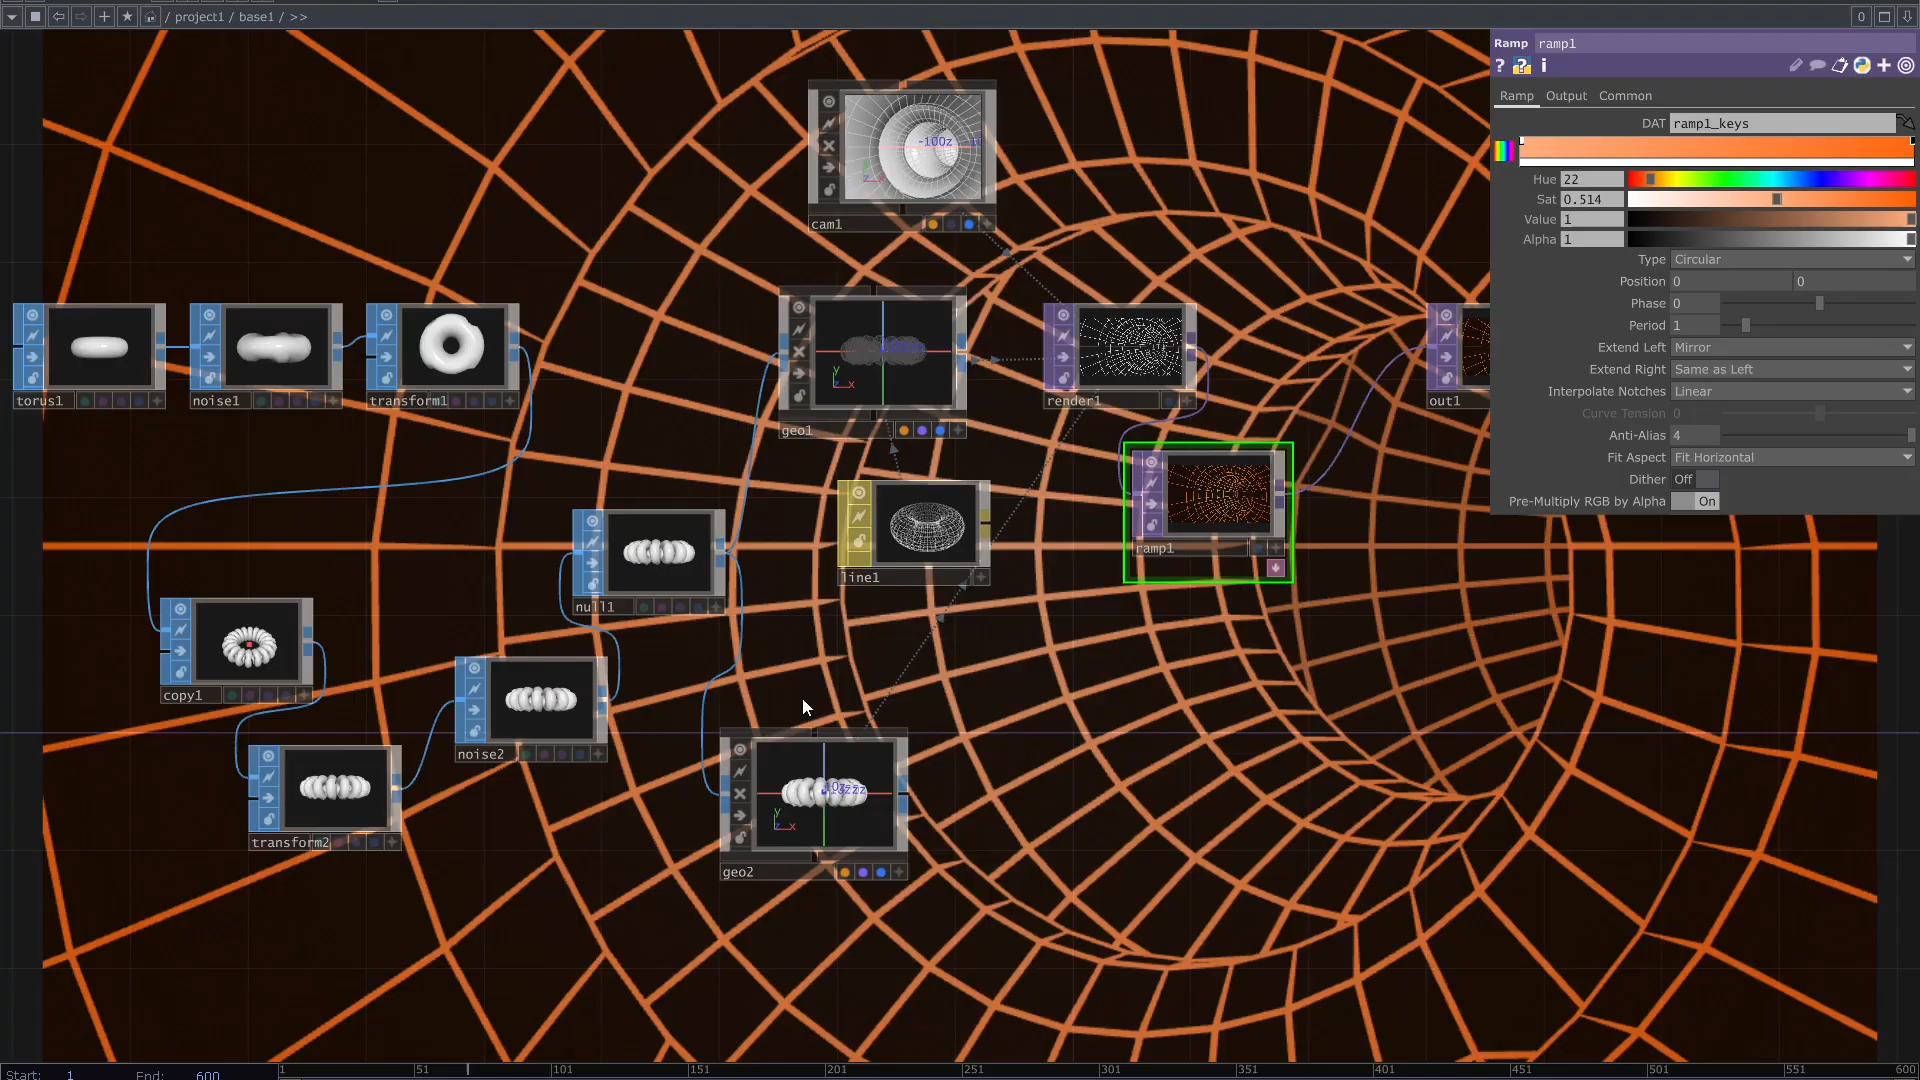 / project1 / base1 / >>
0
Ramp ramp1
? ? i
Ramp Output Common
DAT ramp1_keys
Hue 22
Sat 0.514
Value 1
Alpha 1
Type Circular
Position 0 0
Phase 0
Period 1
Extend Left Mirror
Extend Right Same as Left
Interpolate Notches Linear
Curve Tension 0
Anti-Alias 4
Fit Aspect Fit Horizontal
Dither Off
Pre-Multiply RGB by Alpha On
-100z
cam1
torus1
noise1
transform1
y
x
geo1
render1
out1
line1
ramp1
null1
copy1
noise2
transform2
y
z x
geo2
Start: 1 End: 600
1 51 101 151 201 251 301 351 401 451 501 551 600